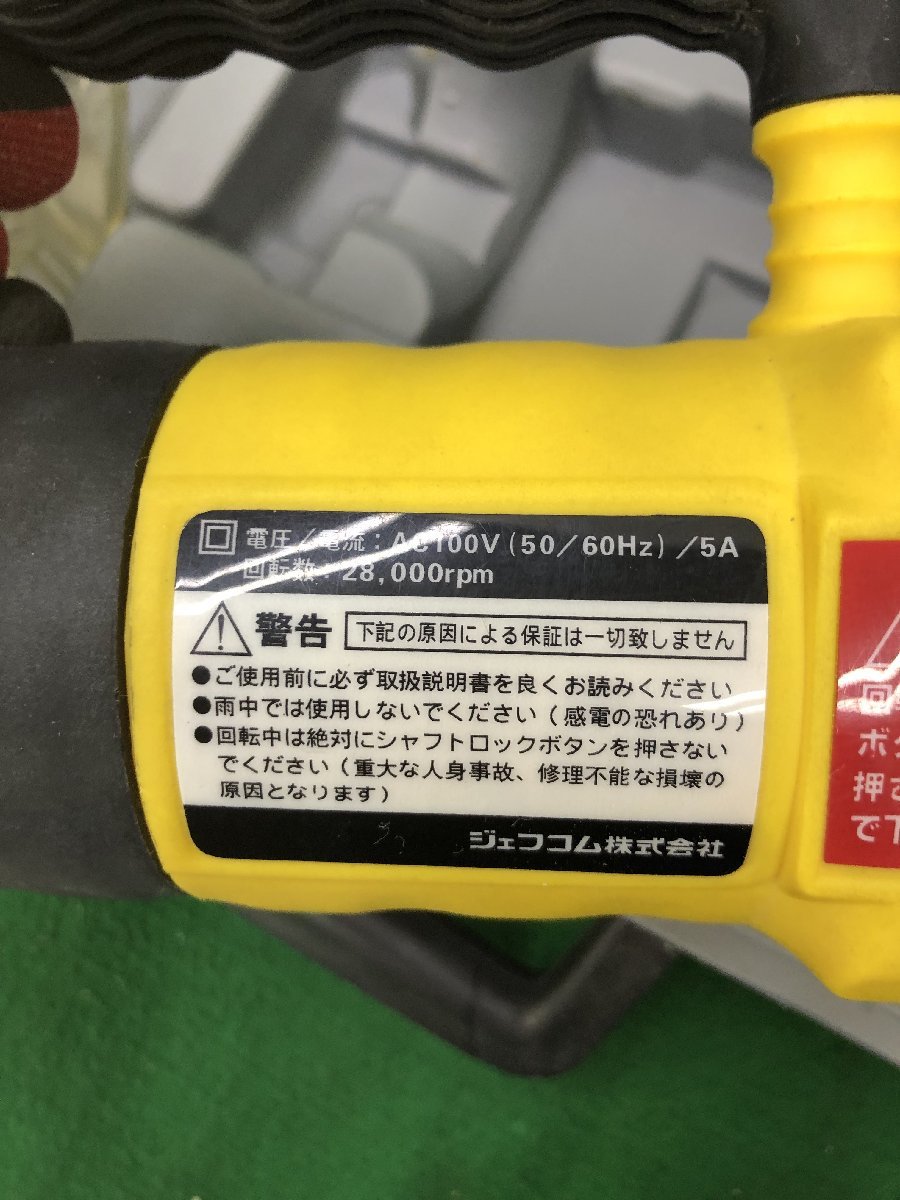 電圧/電流:AC100V(50/60Hz)/5A
回転数:28,000rpm
警告 下記の原因による保証は一切致しません
●ご使用前に必ず取扱説明書を良くお読みください
●雨中では使用しないでください(感電の恐れあり)
●回転中は絶対にシャフトロックボタンを押さない
でください(重大な人身事故、修理不能な損壊の
原因となります)
ジェフコム株式会社
ボタ
押さ
で下